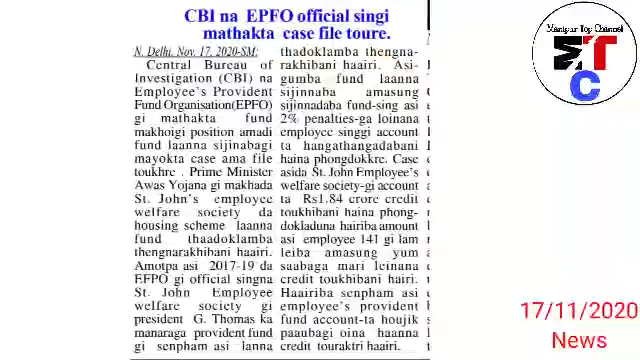 CBI na EPFO official singi
mathakta case file toure.
N. Delhi, Nov. 17, 2020-SM:
Central Bureau of
Investigation (CBI) na
Employee's Provident
Fund Organisation(EPFO)
gi mathakta fund
makhoigi position amadi
fund laanna sijinabagi
mayokta case ama file
toukhre . Prime Minister
Awas Yojana gi makhada
St. John's employee
welfare society da
housing scheme laanna
fund thaadoklamba
thengnarakhibani haairi.
Amotpa asi 2017-19 da
EFPO gi official singna
St. John Employee
welfare society gi
president G. Thomas ka
manaraga provident fund
gi senpham asi lanna
thadoklamba thengna-
rakhibani haairi. Asi-
gumba fund laanna
sijinnaba amasung
sijinnadaba fund-sing asi
2% penalties-ga loinana
employee singgi account
ta hangathangadabani
haina phongdokkre. Case
asida St. John Employee's
welfare society-gi account
ta Rs1.84 crore credit
toukhibani haina phong-
dokladuna hairiba amount
asi employee 141 gi lam
leiba amasung yum
saabaga mari leinana
credit toukhibani hairi.
Haairiba senpham asi
employee's provident
fund account-ta houjik
paaubagi oina haanna
credit touraktri haairi.
Manipur Top Channel
MTC
17/11/2020
News